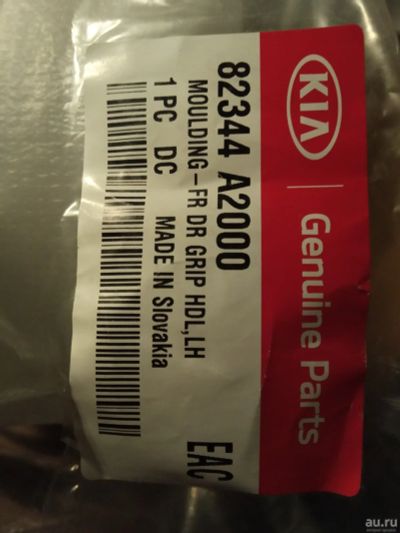 KIA
Genuine Parts
82344 A2000
MOULDING-FR DR GRIP HDL,LH
1 PC DC MADE IN Slovakia
EAC
au.ru